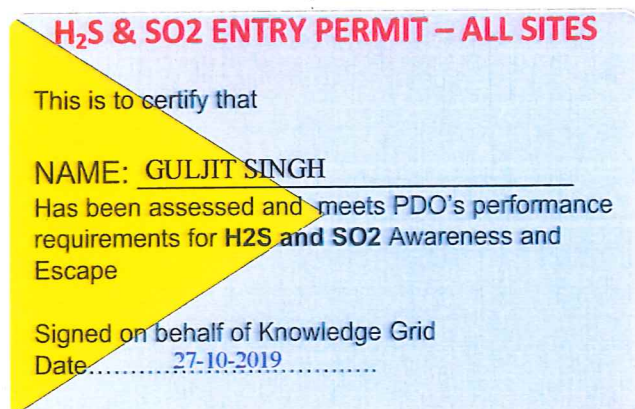 H₂S & SO2 ENTRY PERMIT – ALL SITES
This is to certify that
NAME: GULJIT SINGH
Has been assessed and meets PDO's performance
requirements for H2S and SO2 Awareness and
Escape
Signed on behalf of Knowledge Grid
Date......27-10-2019......